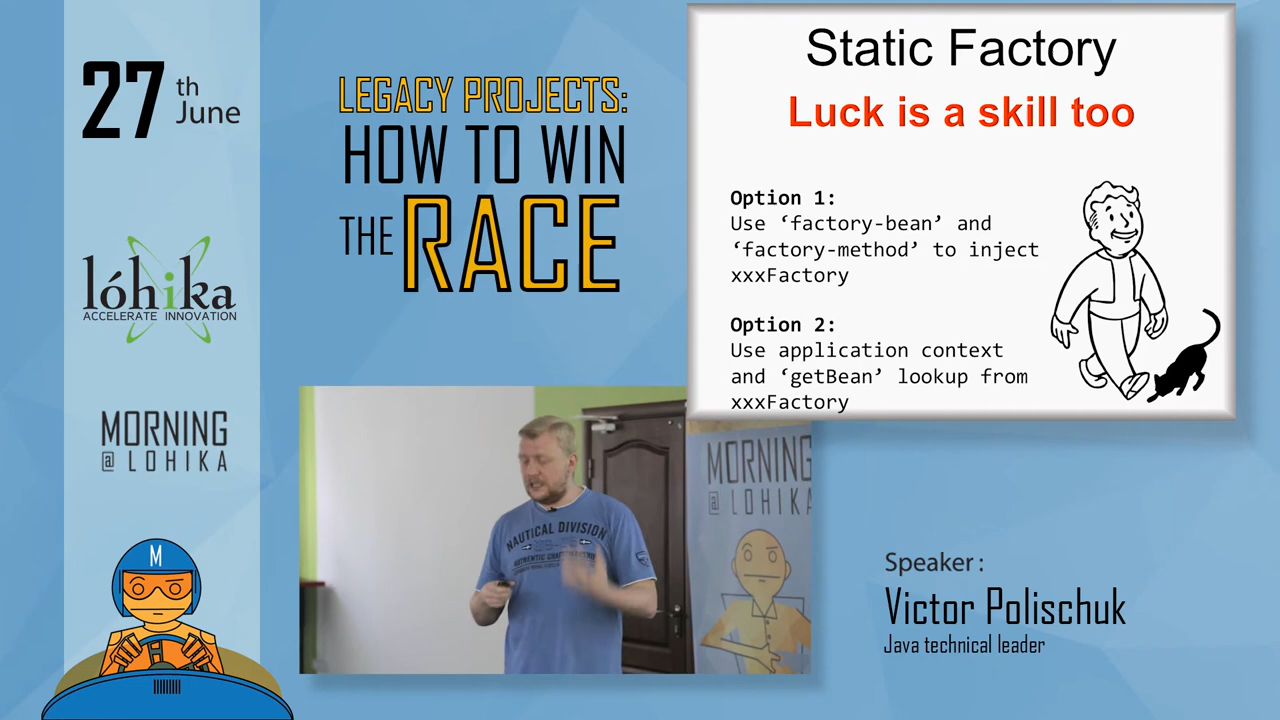 27
th
June
lóhika
ACCELERATE INNOVATION
MORNING
@ LOHIKA
M
LEGACY PROJECTS:
HOW TO WIN
THE RACE
Static Factory
Luck is a skill too
Option 1:
Use ‘factory-bean’ and
‘factory-method’ to inject
xxxFactory
Option 2:
Use application context
and ‘getBean’ lookup from
xxxFactory
NAUTICAL DIVISION
MORNING
@ LOHIKA
Speaker :
Victor Polischuk
Java technical leader